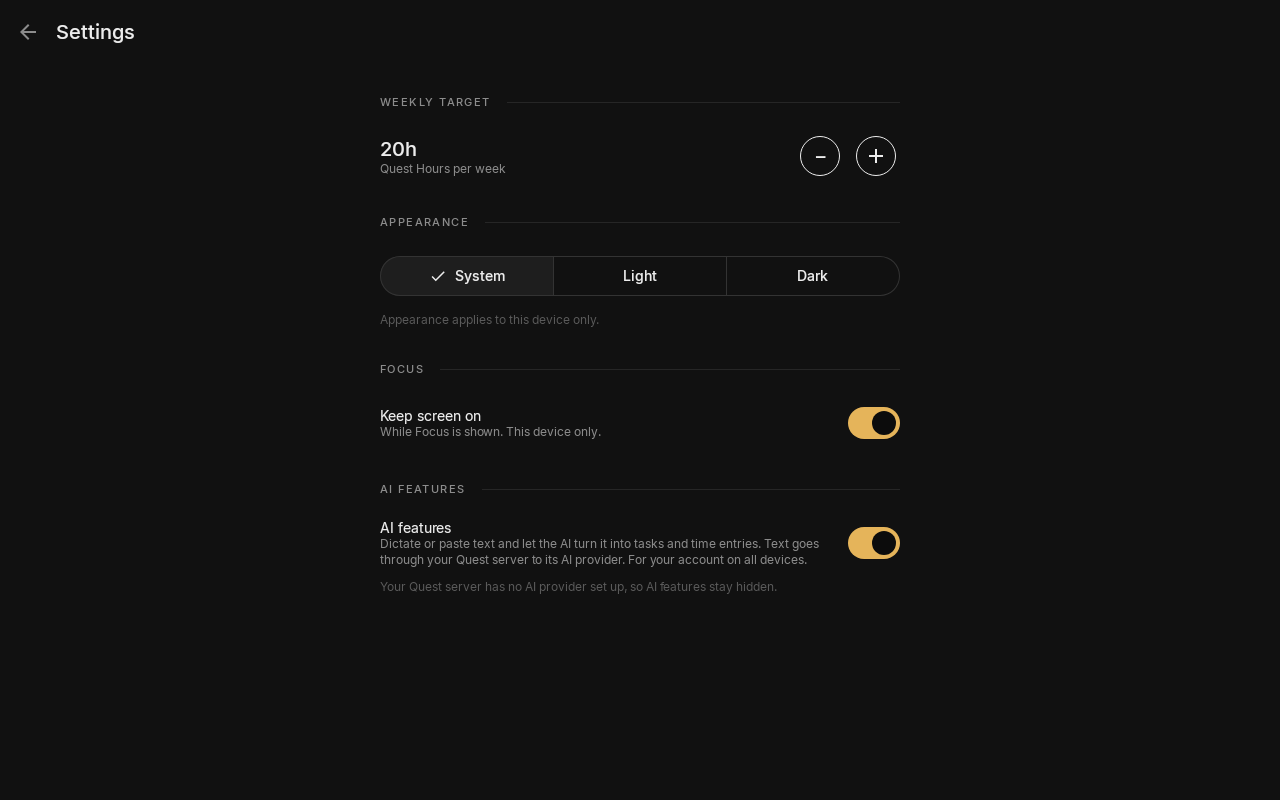 Settings
WEEKLY TARGET
20h
Quest Hours per week
APPEARANCE
System
Light
Dark
Appearance applies to this device only.
FOCUS
Keep screen on
While Focus is shown. This device only.
AI FEATURES
AI features
Dictate or paste text and let the AI turn it into tasks and time entries. Text goes
through your Quest server to its AI provider. For your account on all devices.
Your Quest server has no AI provider set up, so AI features stay hidden.